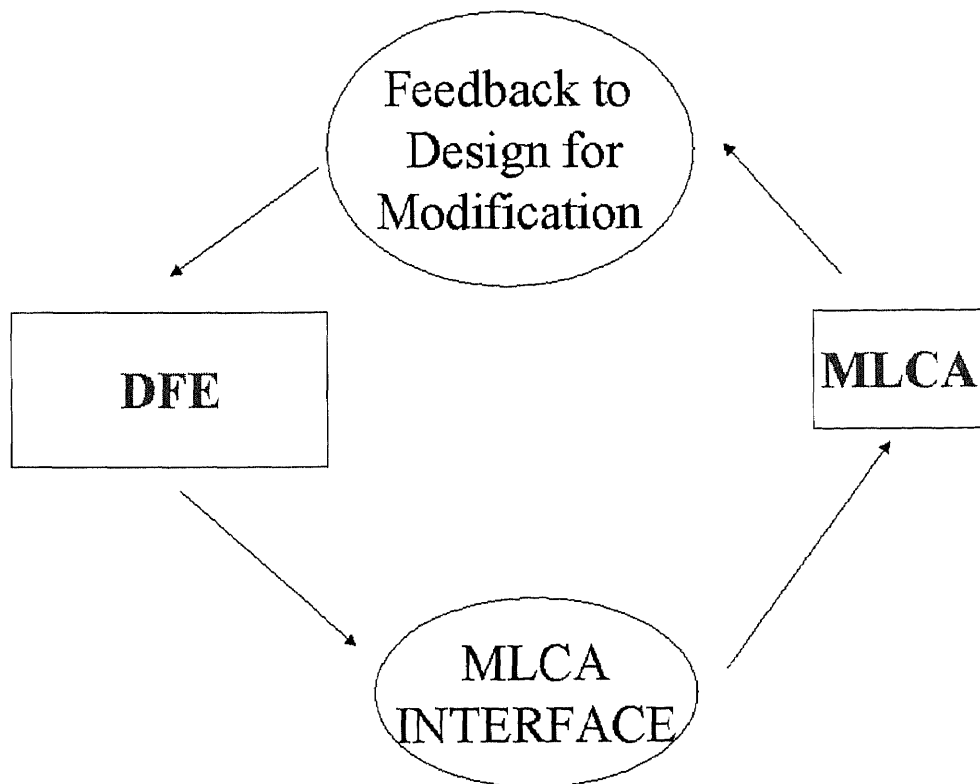 Feedback to
Design for
Modification
DFE
MLCA
MLCA
INTERFACE